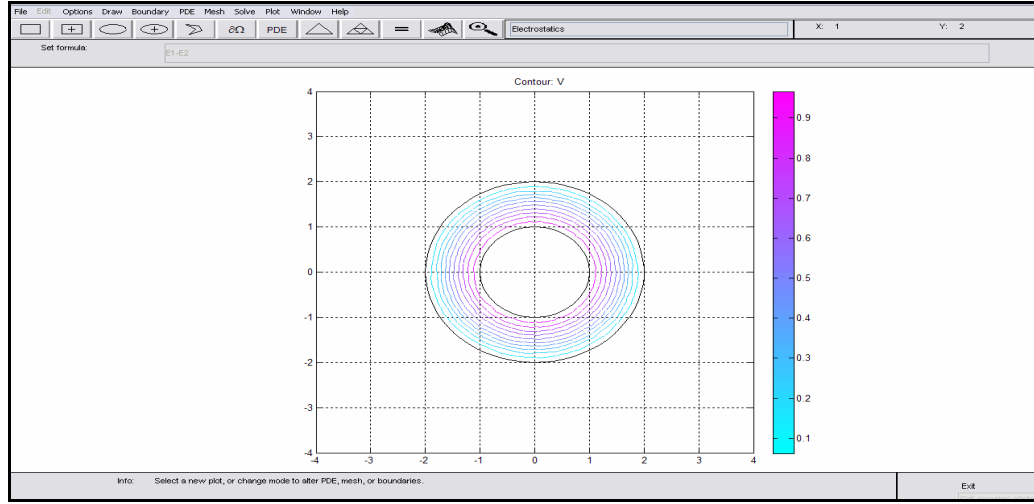 File Edit Options Draw Boundary PDE Mesh Solve Plot Window Help
∂Ω PDE = Electrostatics X: 1 Y: 2
Set formula: E1-E2
Contour: V
4
3
2
1
0
-1
-2
-3
-4
-4 -3 -2 -1 0 1 2 3 4
0.9
0.8
0.7
0.6
0.5
0.4
0.3
0.2
0.1
Info: Select a new plot, or change mode to alter PDE, mesh, or boundaries.
Exit